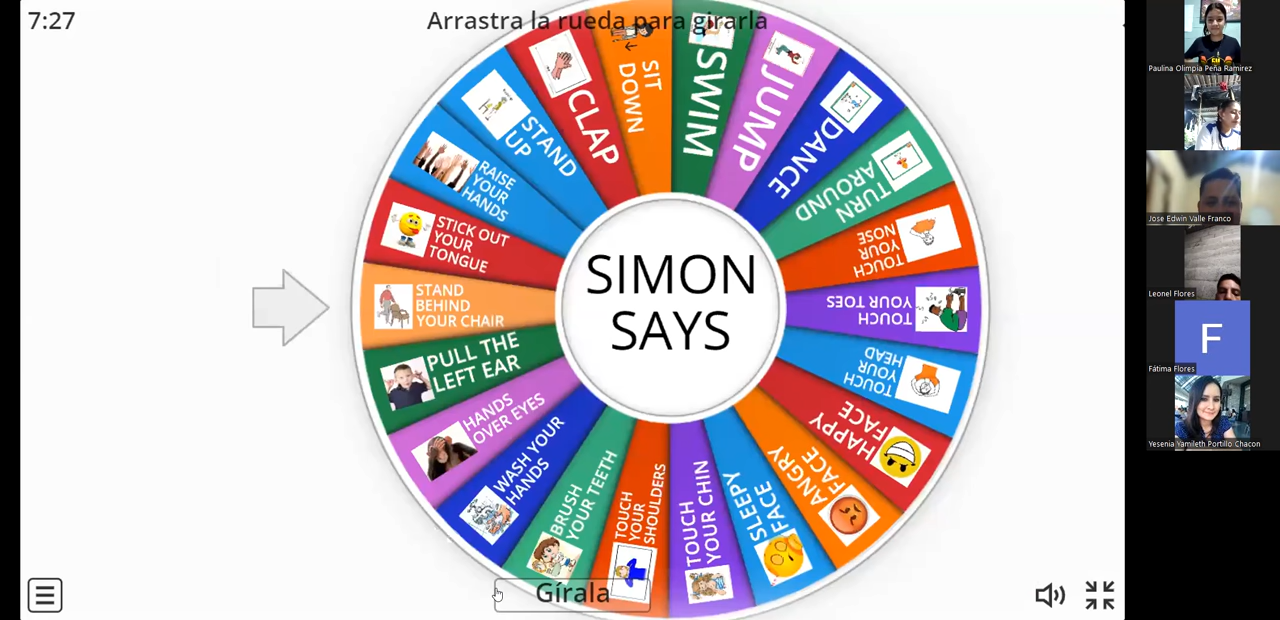 7:27
Arrastra la rueda para girarla
SIMON
SAYS
SIT
DOWN
SWIM
JUMP
DANCE
TURN
AROUND
TOUCH
YOUR
NOSE
TOUCH
YOUR TOES
TOUCH
YOUR
HEAD
HAPPY
FACE
ANGRY
FACE
SLEEPY
FACE
TOUCH
YOUR CHIN
TOUCH
YOUR
SHOULDERS
BRUSH
YOUR TEETH
WASH YOUR
HANDS
HANDS
OVER EYES
PULL THE
LEFT EAR
STAND
BEHIND
YOUR CHAIR
STICK OUT
YOUR
TONGUE
RAISE
YOUR
HANDS
STAND
UP
CLAP
Gírala
Paulina Olimpia Peña Ramirez
Jose Edwin Valle Franco
Leonel Flores
F
Fátima Flores
Yesenia Yamileth Portillo Chacon